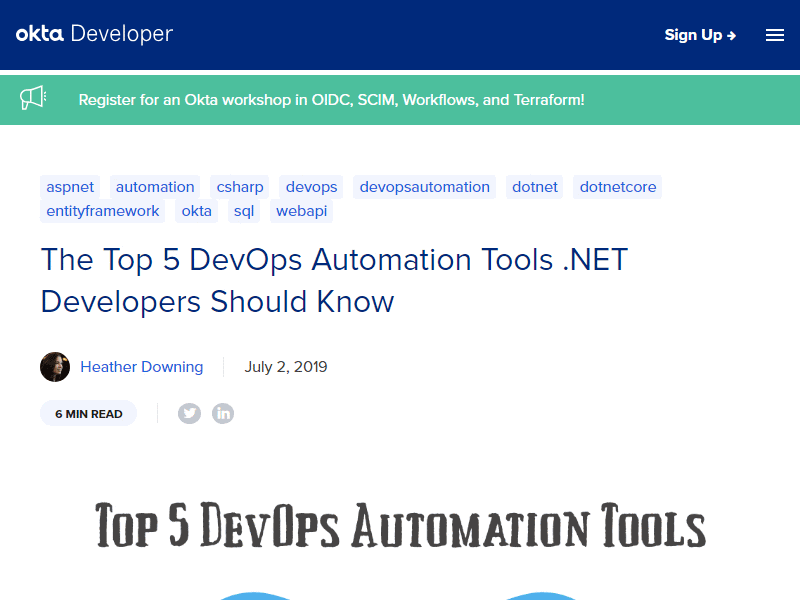 okta Developer
Sign Up →
Register for an Okta workshop in OIDC, SCIM, Workflows, and Terraform!
aspnet automation csharp devops devopsautomation dotnet dotnetcore
entityframework okta sql webapi
The Top 5 DevOps Automation Tools .NET
Developers Should Know
Heather Downing
July 2, 2019
6 MIN READ
in
Top 5 DevOps Automation Tools